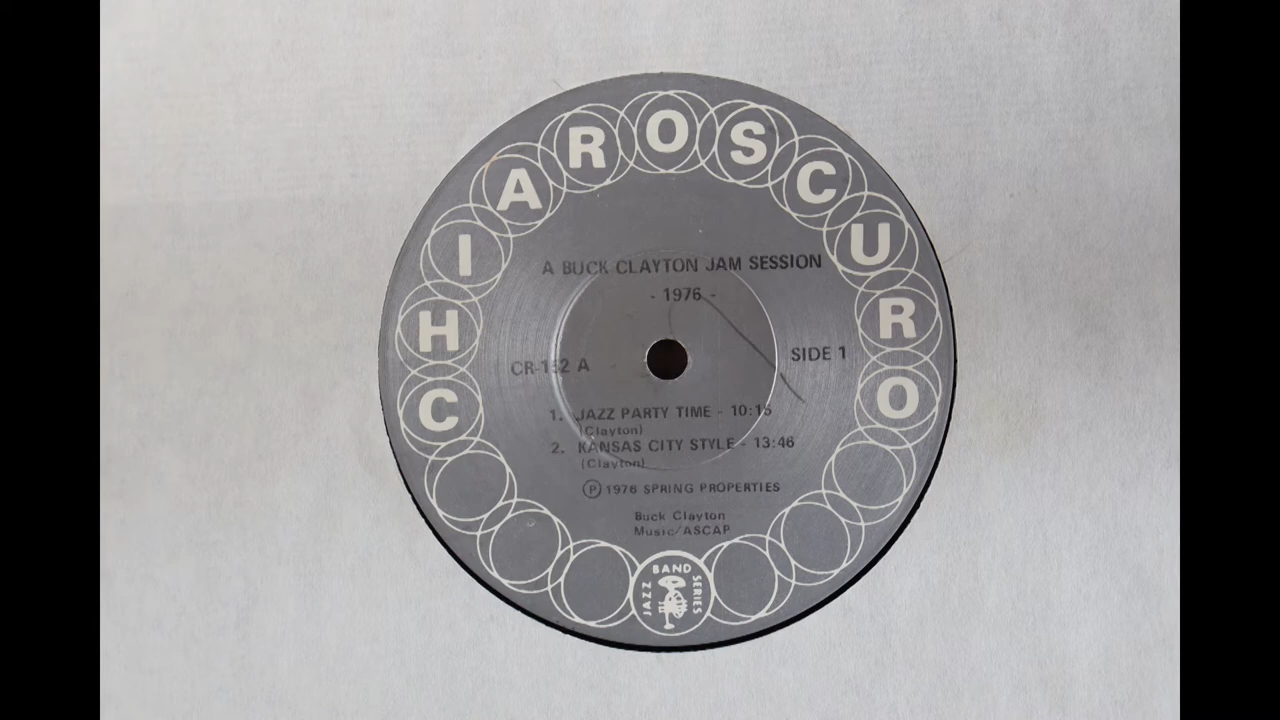 CHIAROSCURO
A BUCK CLAYTON JAM SESSION
- 1976 -
CR-152 A
SIDE 1
1. JAZZ PARTY TIME - 10:15
(Clayton)
2. KANSAS CITY STYLE - 13:46
(Clayton)
Ⓟ 1976 SPRING PROPERTIES
Buck Clayton
Music/ASCAP
JAZZ BAND SERIES